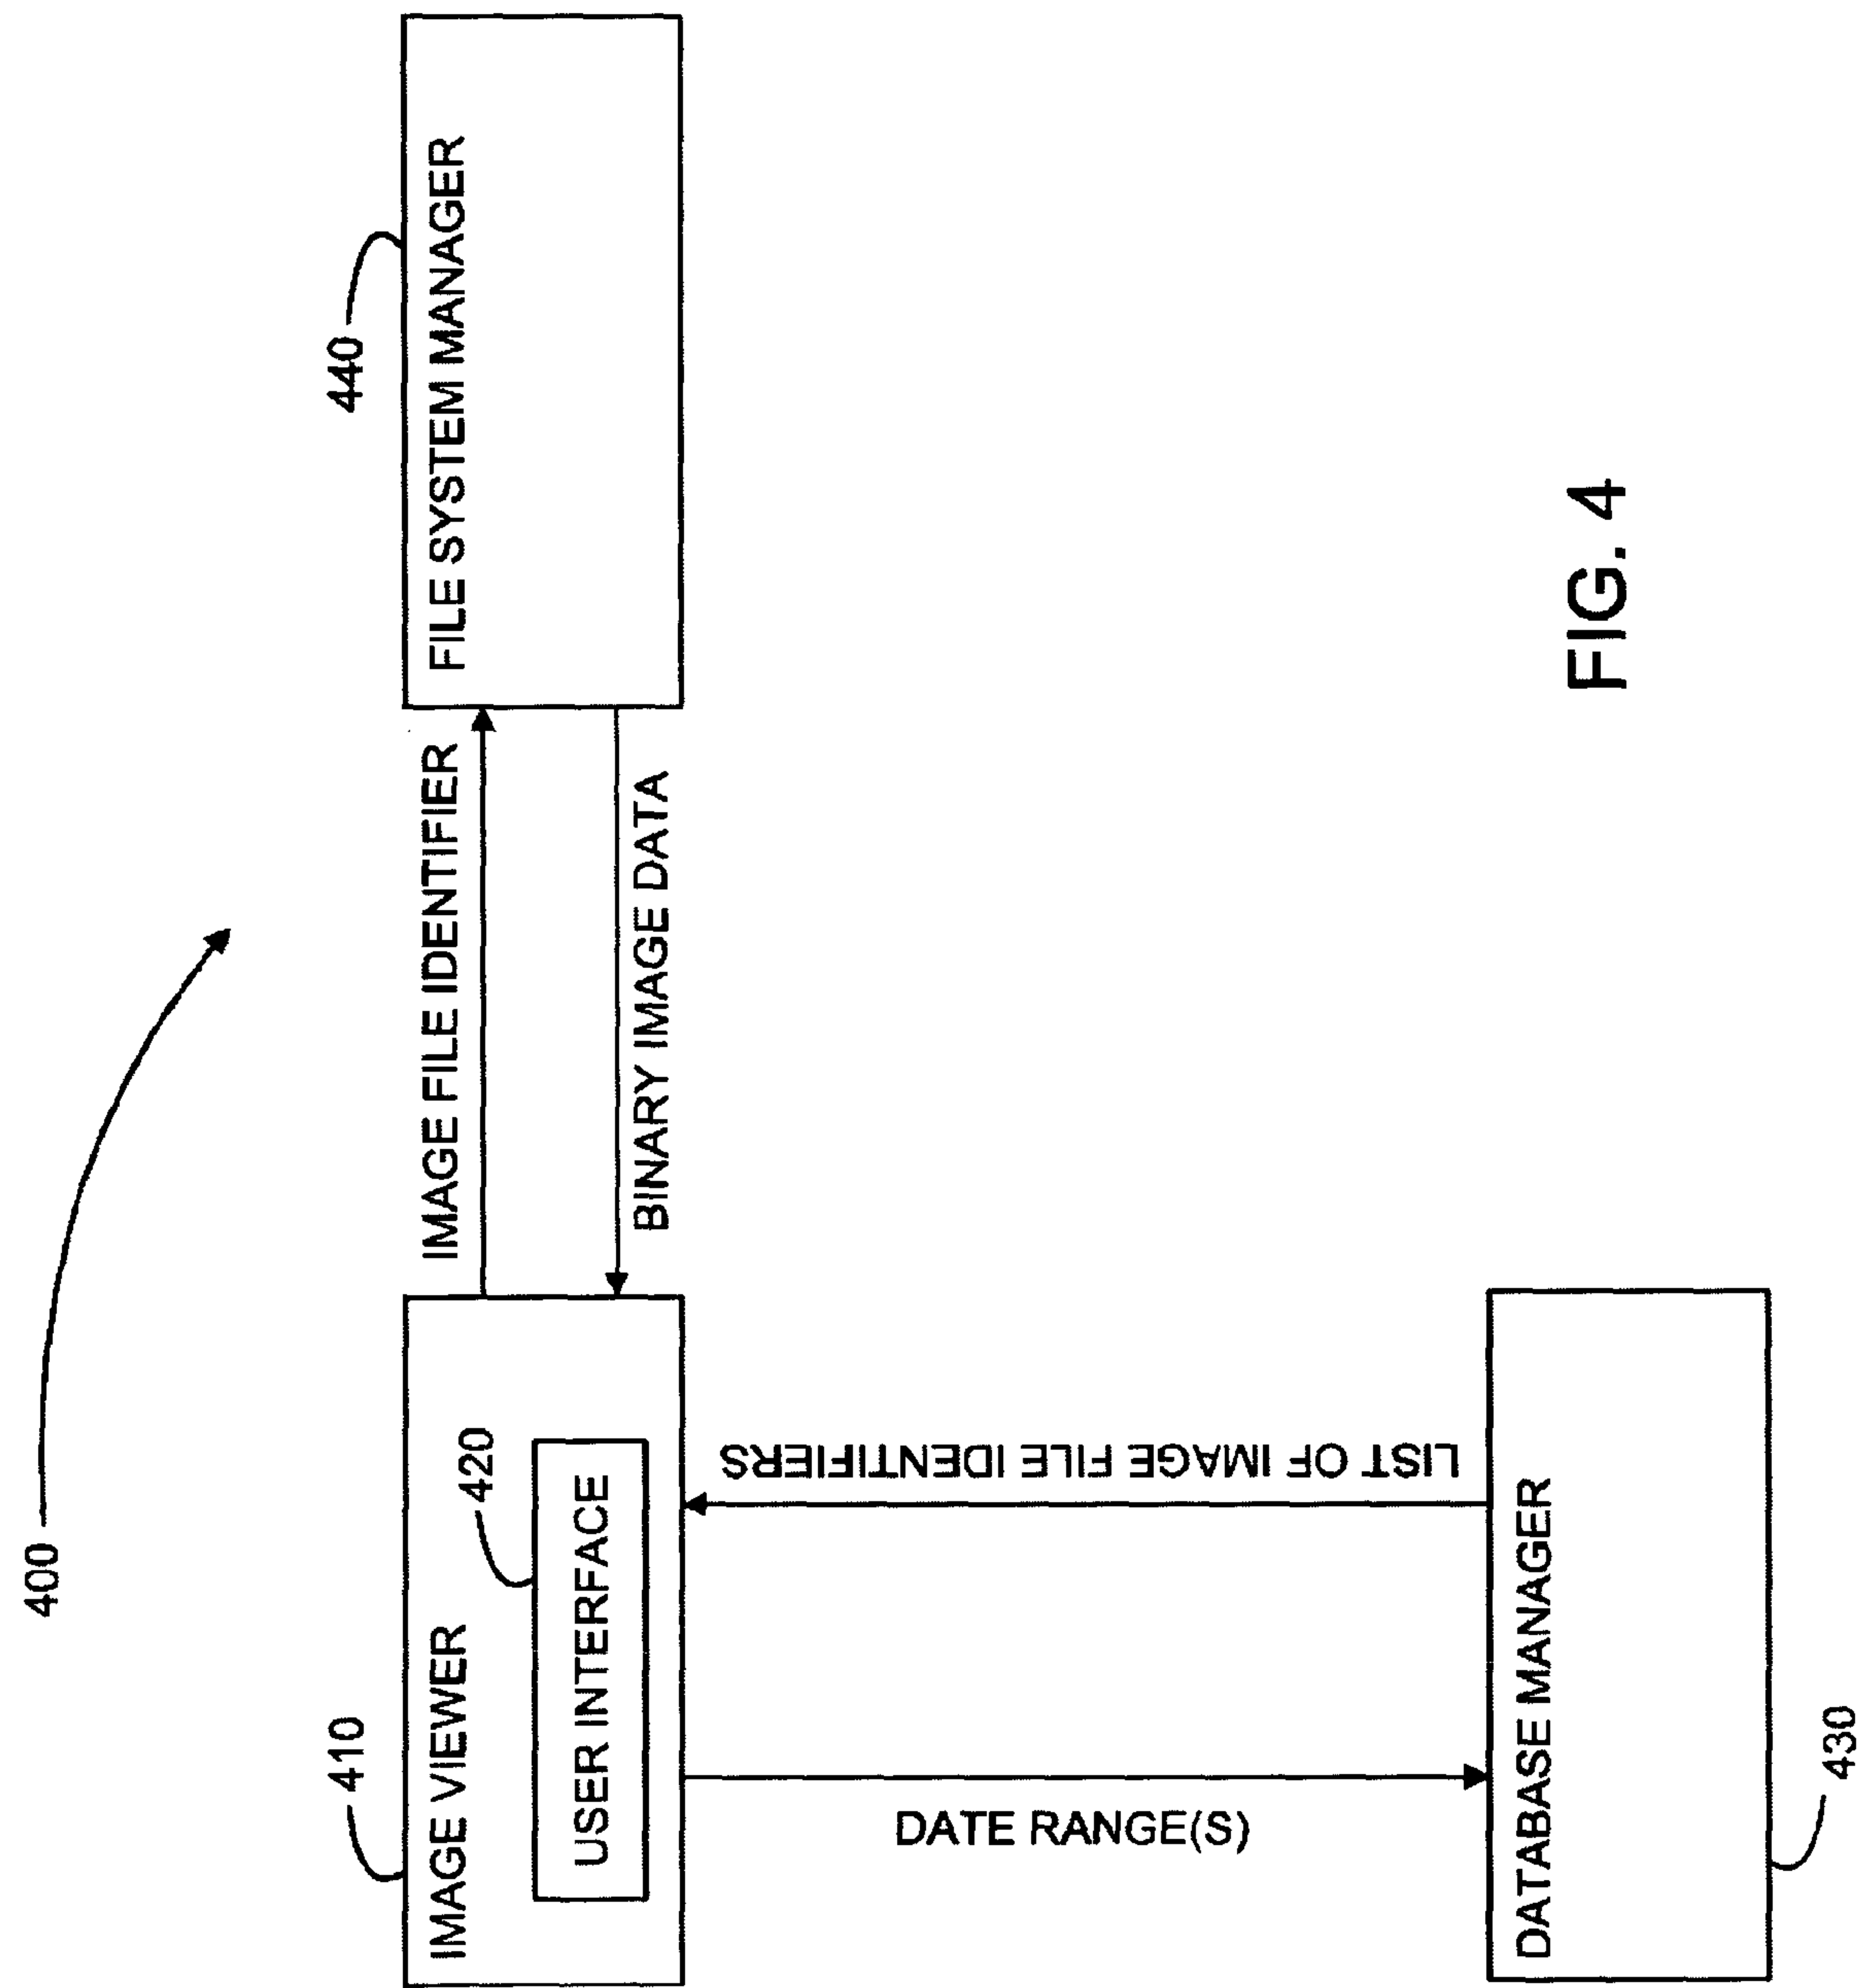 400
410
IMAGE VIEWER
420
USER INTERFACE
IMAGE FILE IDENTIFIER
BINARY IMAGE DATA
440
FILE SYSTEM MANAGER
DATE RANGE(S)
LIST OF IMAGE FILE IDENTIFIERS
DATABASE MANAGER
430
FIG. 4